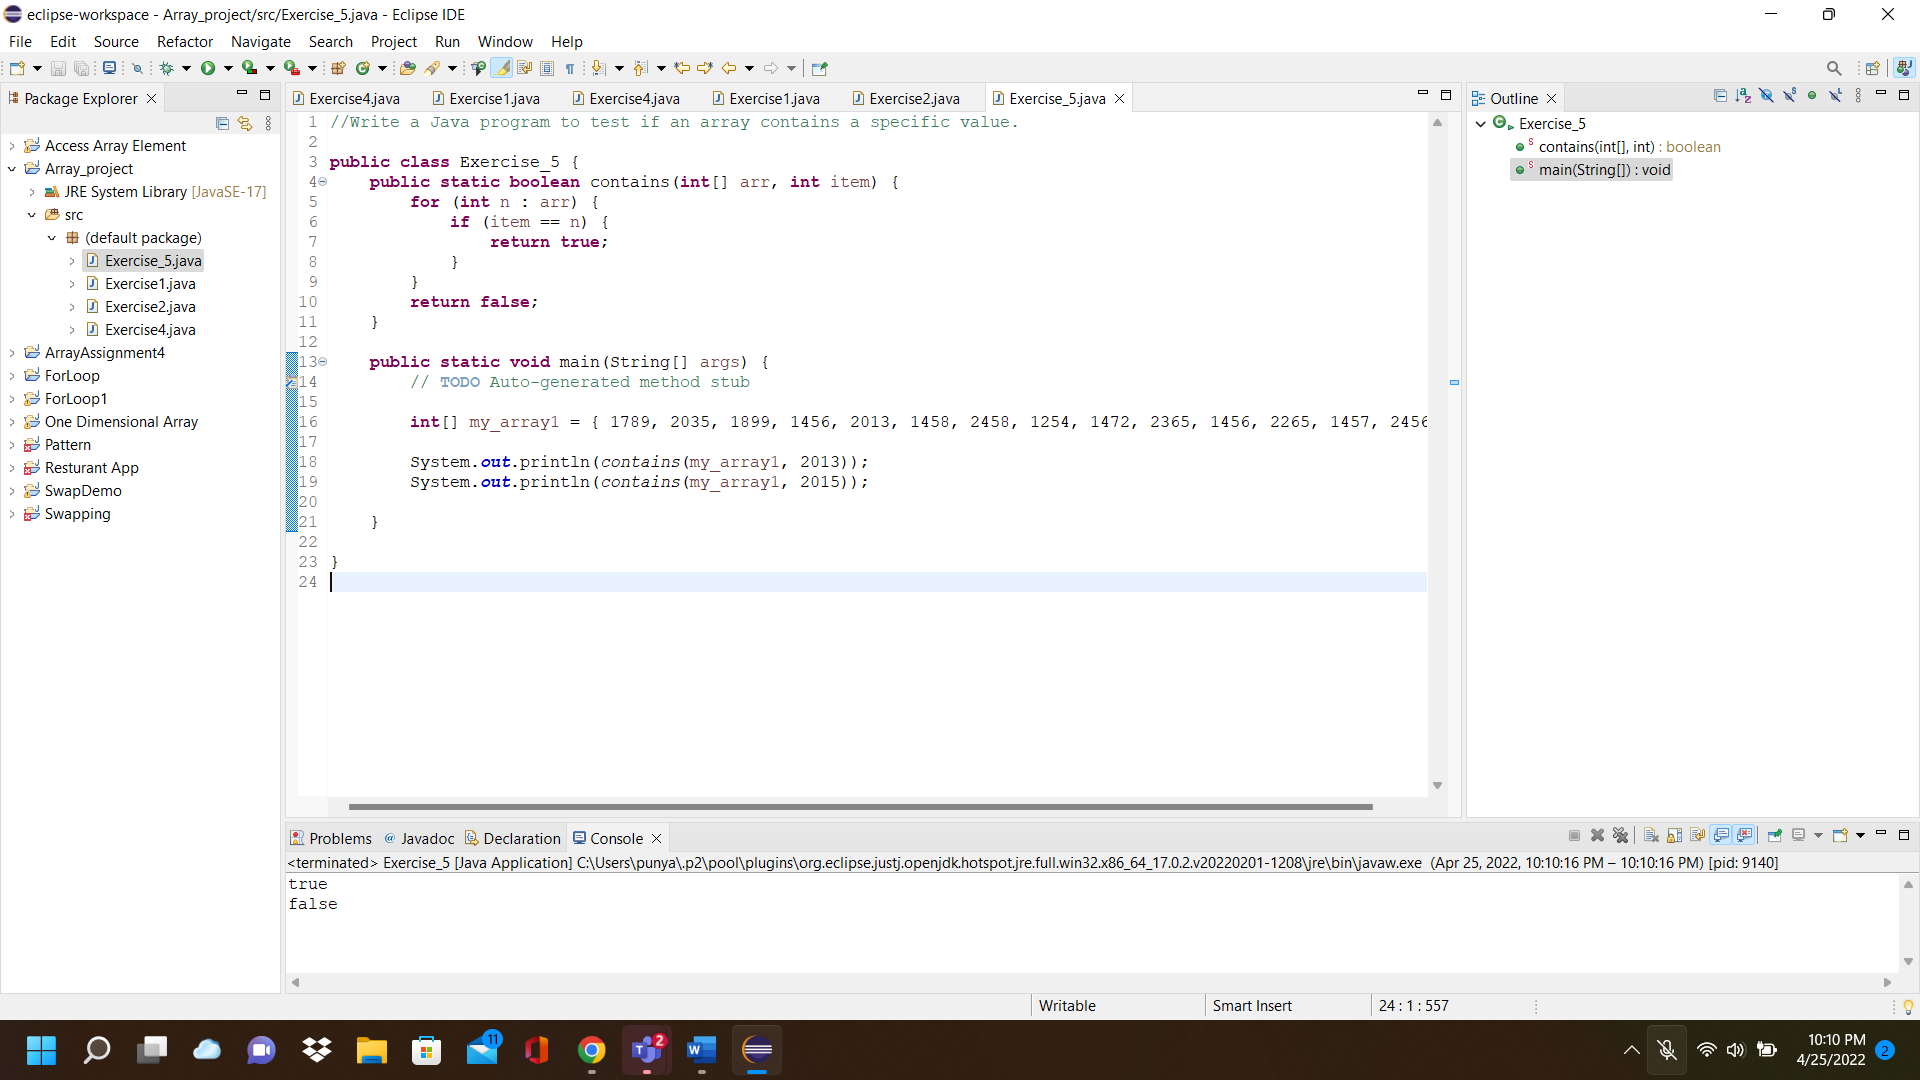 eclipse-workspace - Array_project/src/Exercise_5.java - Eclipse IDE
File Edit Source Refactor Navigate Search Project Run Window Help
Package Explorer
Access Array Element
Array_project
JRE System Library [JavaSE-17]
src
(default package)
Exercise_5.java
Exercise1.java
Exercise2.java
Exercise4.java
ArrayAssignment4
ForLoop
ForLoop1
One Dimensional Array
Pattern
Resturant App
SwapDemo
Swapping
Exercise4.java Exercise1.java Exercise4.java Exercise1.java Exercise2.java Exercise_5.java
1 //Write a Java program to test if an array contains a specific value.
2
3 public class Exercise_5 {
4 public static boolean contains(int[] arr, int item) {
5 for (int n : arr) {
6 if (item == n) {
7 return true;
8 }
9 }
10 return false;
11 }
12
13 public static void main(String[] args) {
14 // TODO Auto-generated method stub
15
16 int[] my_array1 = { 1789, 2035, 1899, 1456, 2013, 1458, 2458, 1254, 1472, 2365, 1456, 2265, 1457, 2456
17
18 System.out.println(contains(my_array1, 2013));
19 System.out.println(contains(my_array1, 2015));
20
21 }
22
23 }
24
Outline
Exercise_5
contains(int[], int) : boolean
main(String[]) : void
Problems @ Javadoc Declaration Console
<terminated> Exercise_5 [Java Application] C:\Users\punya\.p2\pool\plugins\org.eclipse.justj.openjdk.hotspot.jre.full.win32.x86_64_17.0.2.v20220201-1208\jre\bin\javaw.exe (Apr 25, 2022, 10:10:16 PM – 10:10:16 PM) [pid: 9140]
true
false
Writable Smart Insert 24 : 1 : 557
11
2
10:10 PM
4/25/2022
2